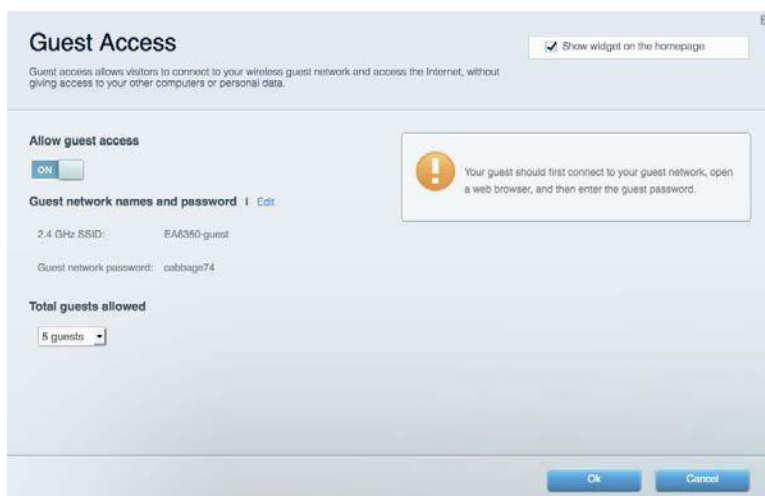 Guest Access
Show widget on the homepage
Guest access allows visitors to connect to your wireless guest network and access the Internet, without
giving access to your other computers or personal data.
Allow guest access
ON
Your guest should first connect to your guest network, open
a web browser, and then enter the guest password.
Guest network names and password | Edit
2.4 GHz SSID: EA6350-guest
Guest network password: cabbage74
Total guests allowed
5 guests
Ok
Cancel